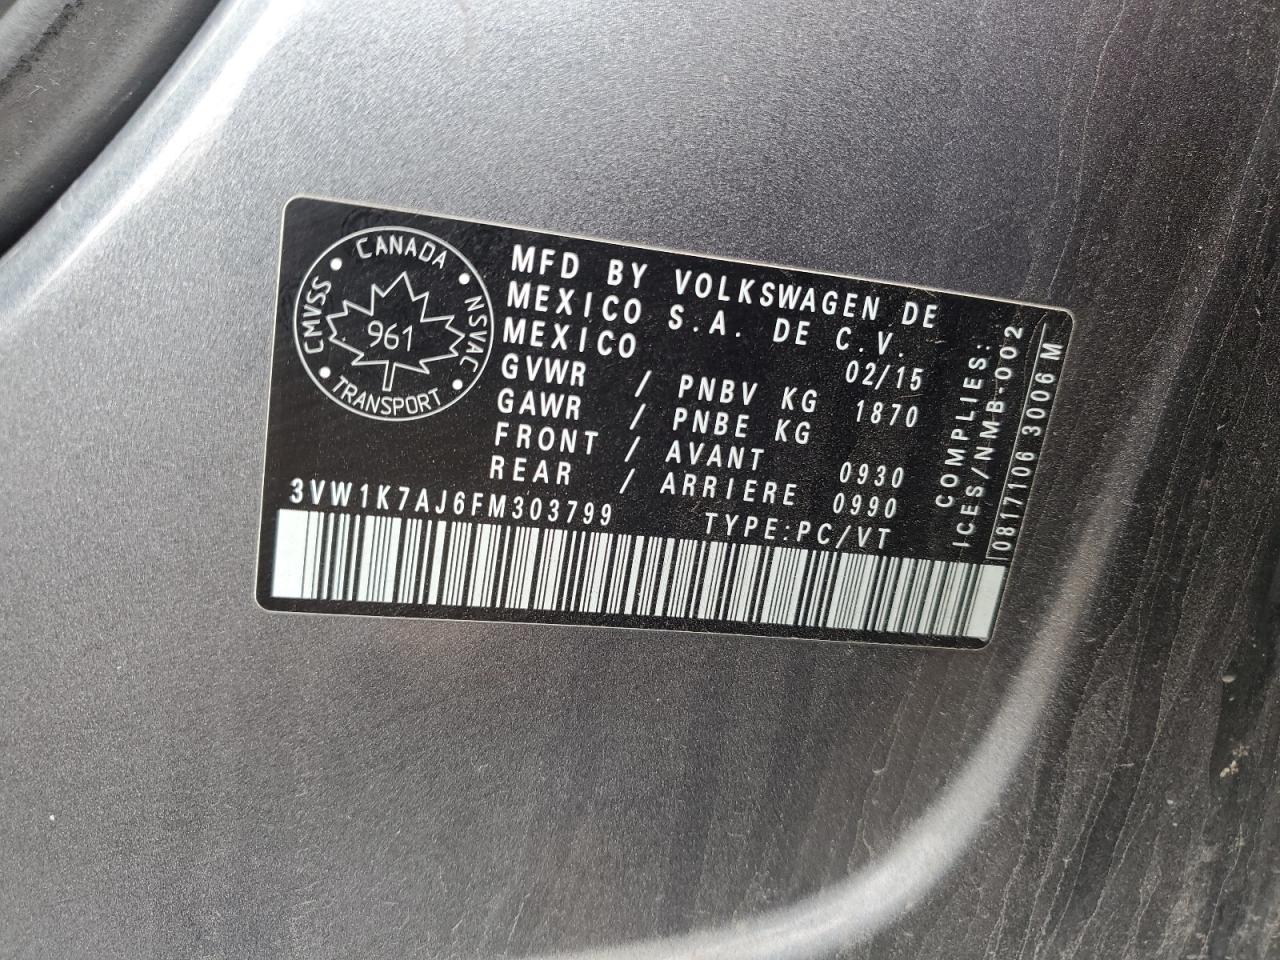 CANADA
CMVSS
NSVAC
961
TRANSPORT
MFD BY VOLKSWAGEN DE
MEXICO S.A. DE C.V.
MEXICO 02/15
GVWR / PNBV KG 1870
GAWR / PNBE KG
FRONT / AVANT 0930
REAR / ARRIERE 0990
3VW1K7AJ6FM303799 TYPE:PC/VT
COMPLIES:
ICES/NMB-002
0817106 3006 M